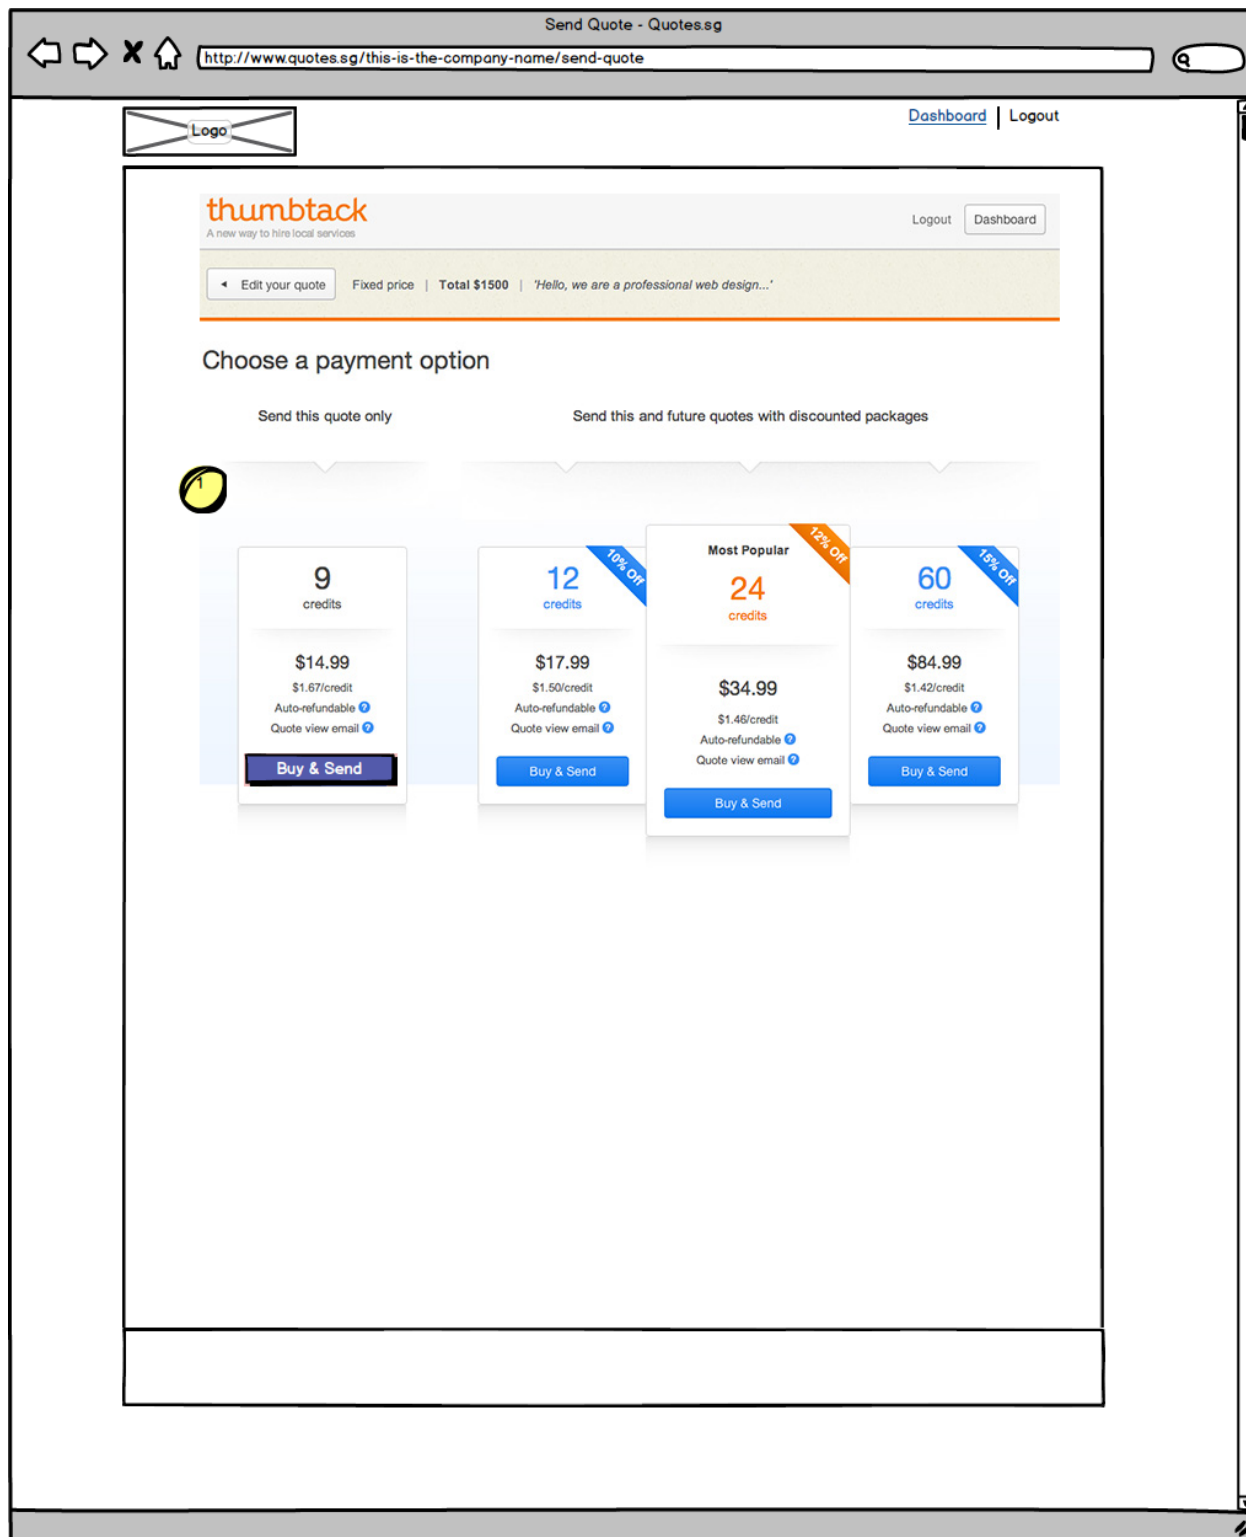 Send Quote - Quotes.sg
http://www.quotes.sg/this-is-the-company-name/send-quote
Logo
Dashboard | Logout
thumbtack
A new way to hire local services
Logout Dashboard
Edit your quote Fixed price | Total $1500 | 'Hello, we are a professional web design...'
Choose a payment option
Send this quote only
Send this and future quotes with discounted packages
1
9
credits
$14.99
$1.67/credit
Auto-refundable ?
Quote view email ?
Buy & Send
10% Off
12
credits
$17.99
$1.50/credit
Auto-refundable ?
Quote view email ?
Buy & Send
12% Off
Most Popular
24
credits
$34.99
$1.46/credit
Auto-refundable ?
Quote view email ?
Buy & Send
15% Off
60
credits
$84.99
$1.42/credit
Auto-refundable ?
Quote view email ?
Buy & Send